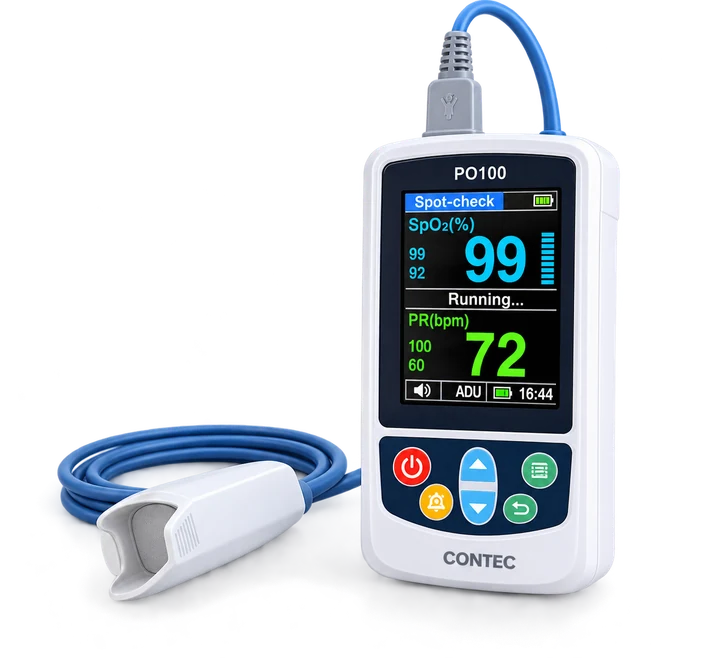 PO100
Spot-check
SpO₂(%)
99
92
99
Running...
PR(bpm)
100
60
72
ADU
16:44
CONTEC